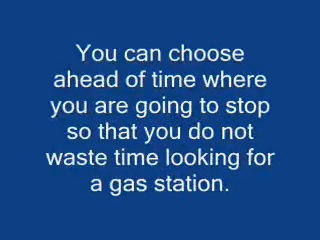 You can choose
ahead of time where
you are going to stop
so that you do not
waste time looking for
a gas station.